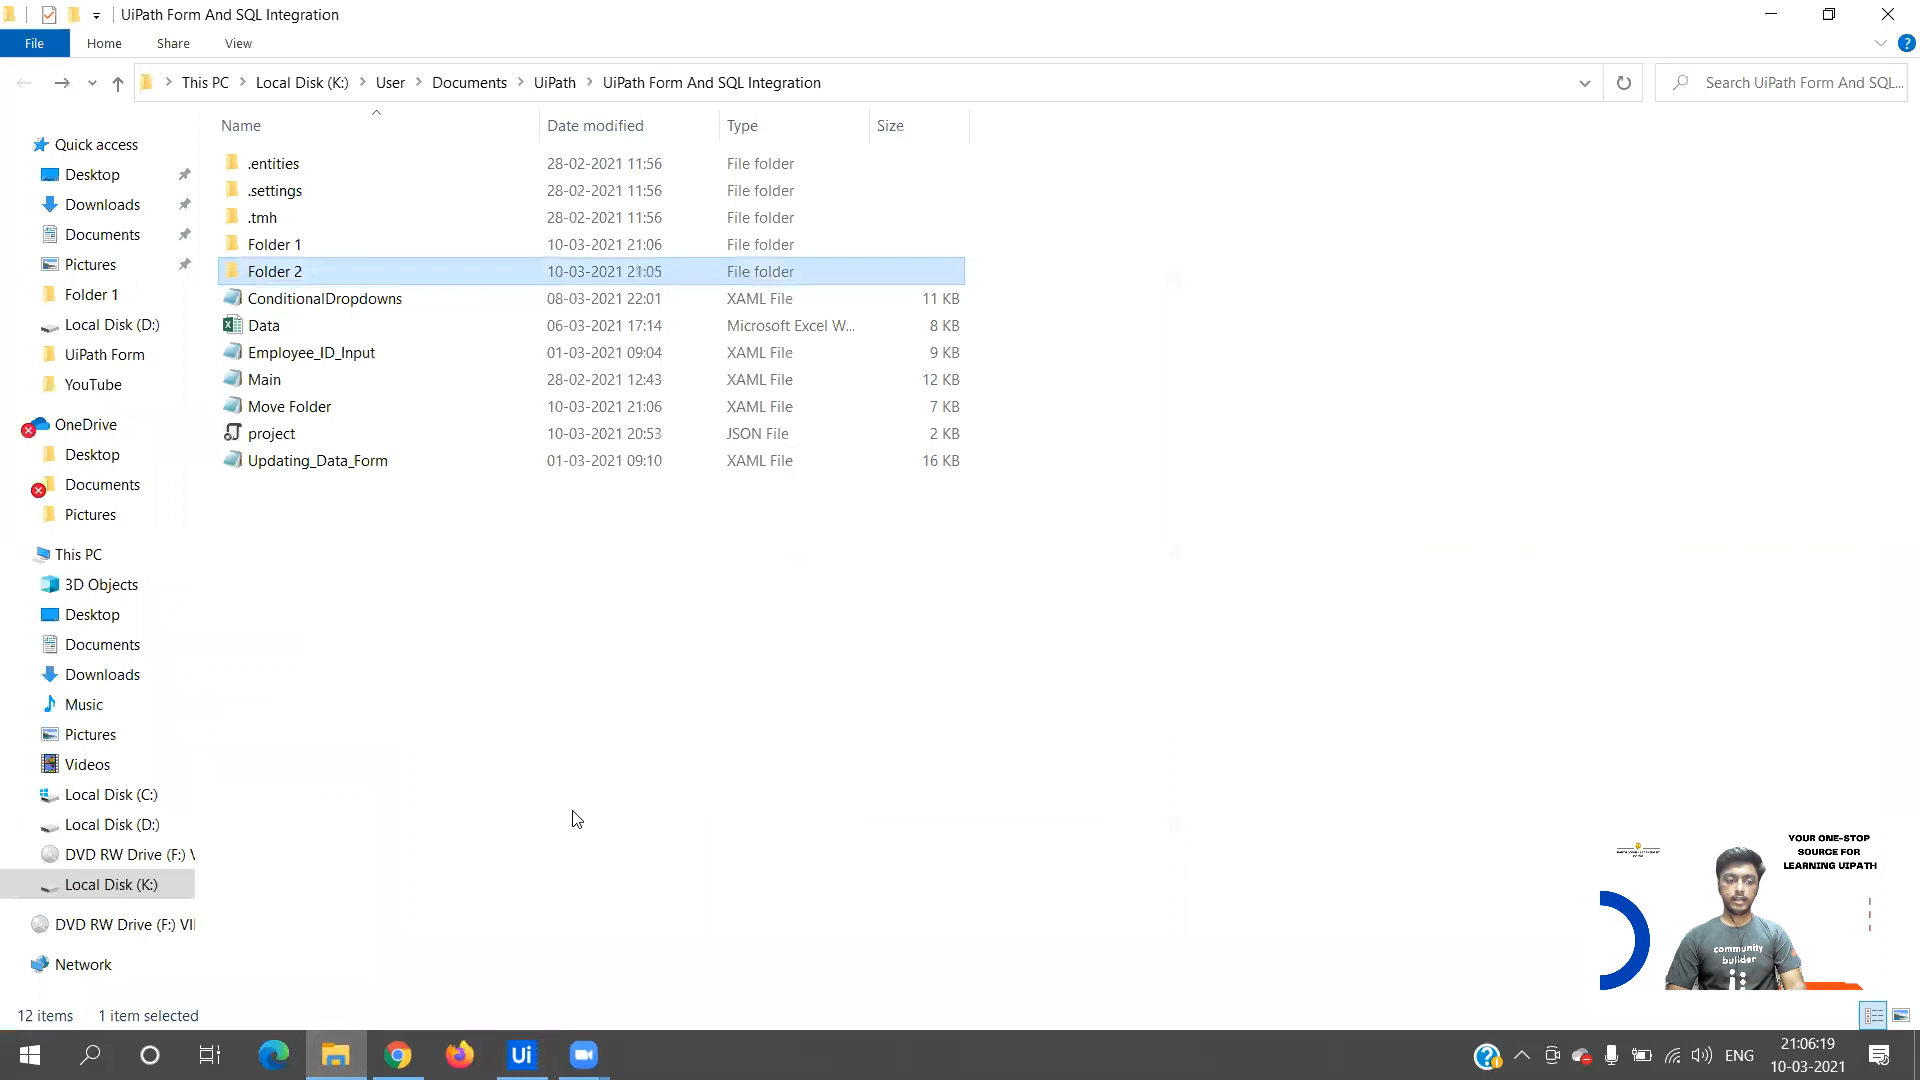 UiPath Form And SQL Integration
File
Home
Share
View
This PC
Local Disk (K:)
User
Documents
UiPath
UiPath Form And SQL Integration
Search UiPath Form And SQL...
Name
Date modified
Type
Size
.entities
28-02-2021 11:56
File folder
.settings
28-02-2021 11:56
File folder
.tmh
28-02-2021 11:56
File folder
Folder 1
10-03-2021 21:06
File folder
Folder 2
10-03-2021 21:05
File folder
ConditionalDropdowns
08-03-2021 22:01
XAML File
11 KB
Data
06-03-2021 17:14
Microsoft Excel W...
8 KB
Employee_ID_Input
01-03-2021 09:04
XAML File
9 KB
Main
28-02-2021 12:43
XAML File
12 KB
Move Folder
10-03-2021 21:06
XAML File
7 KB
project
10-03-2021 20:53
JSON File
2 KB
Updating_Data_Form
01-03-2021 09:10
XAML File
16 KB
Quick access
Desktop
Downloads
Documents
Pictures
Folder 1
Local Disk (D:)
UiPath Form
YouTube
OneDrive
Desktop
Documents
Pictures
This PC
3D Objects
Desktop
Documents
Downloads
Music
Pictures
Videos
Local Disk (C:)
Local Disk (D:)
DVD RW Drive (F:) V
Local Disk (K:)
DVD RW Drive (F:) VI
Network
YOUR ONE-STOP
SOURCE FOR
LEARNING UIPATH
community
builder
12 items
1 item selected
Ui
ENG
21:06:19
10-03-2021